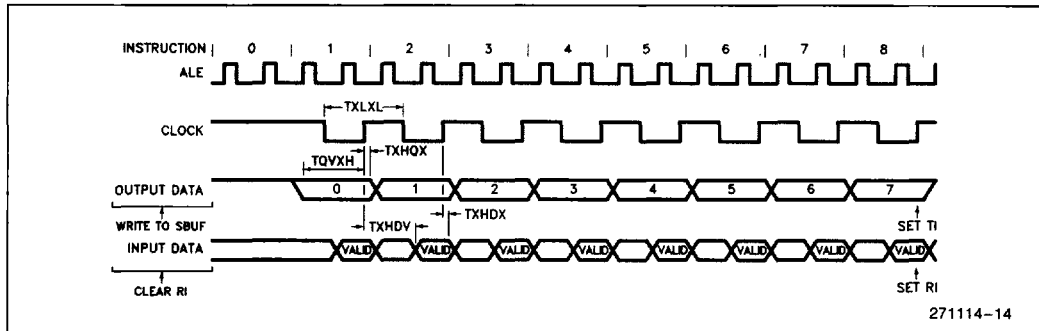 INSTRUCTION | 0 | 1 | 2 | 3 | 4 | 5 | 6 | 7 | 8 |
ALE
TXLXL
CLOCK
TQVXH TXHQX
OUTPUT DATA 0 1 2 3 4 5 6 7
WRITE TO SBUF TXHDV TXHDX SET TI
INPUT DATA VALID VALID VALID VALID VALID VALID VALID VALID
CLEAR RI SET RI
271114-14